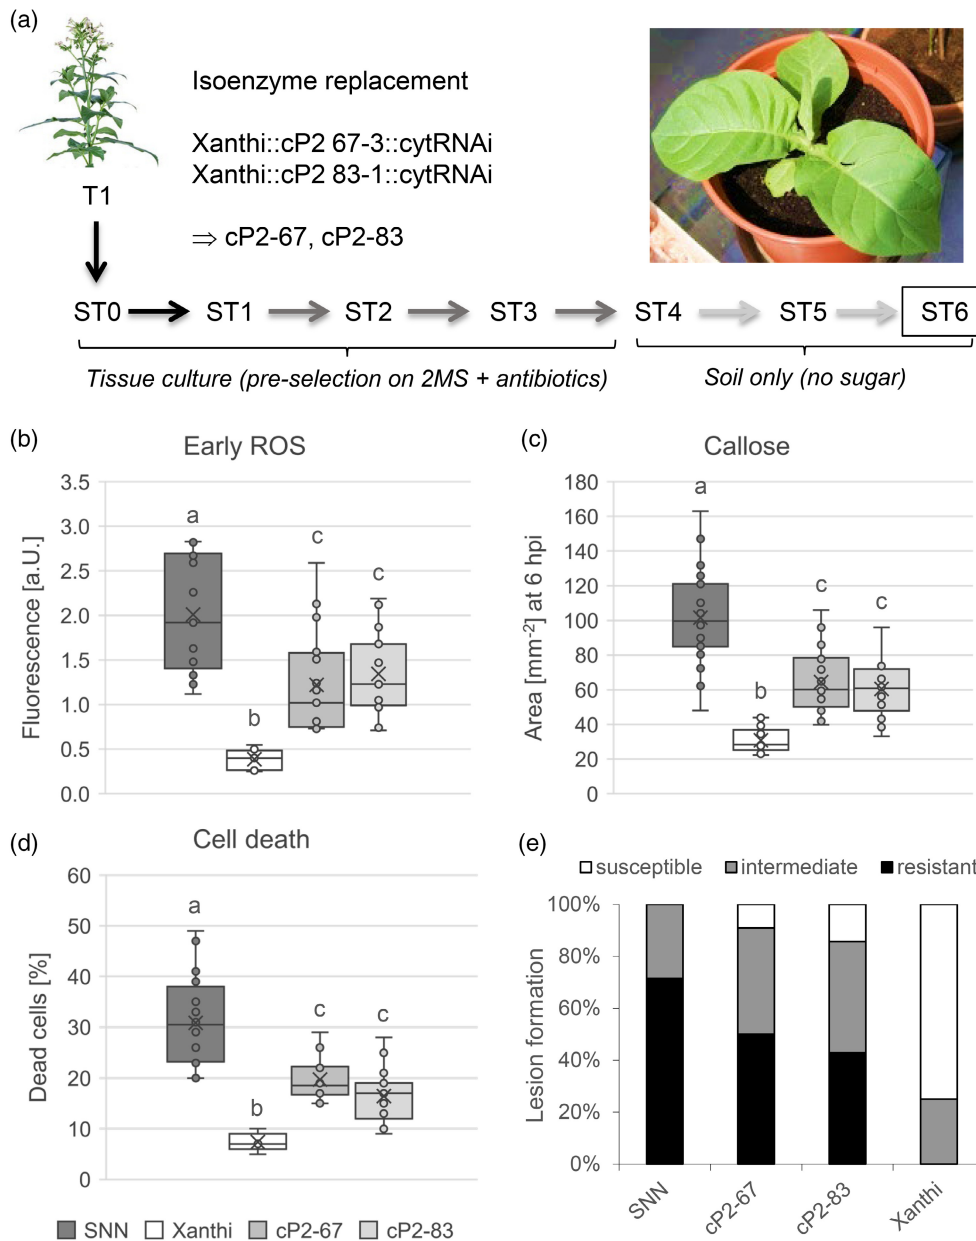 (a)
Isoenzyme replacement
Xanthi::cP2 67-3::cytRNAi
Xanthi::cP2 83-1::cytRNAi
T1
⇒ cP2-67, cP2-83
ST0 ST1 ST2 ST3 ST4 ST5 ST6
Tissue culture (pre-selection on 2MS + antibiotics)
Soil only (no sugar)
(b)
Early ROS
Fluorescence [a.U.]
3.5
3.0
2.5
2.0
1.5
1.0
0.5
0.0
a
b
c
c
(c)
Callose
Area [mm⁻²] at 6 hpi
180
160
140
120
100
80
60
40
20
0
a
b
c
c
(d)
Cell death
Dead cells [%]
60
50
40
30
20
10
0
a
b
c
c
SNN Xanthi cP2-67 cP2-83
(e)
susceptible intermediate resistant
Lesion formation
100%
80%
60%
40%
20%
0%
SNN
cP2-67
cP2-83
Xanthi